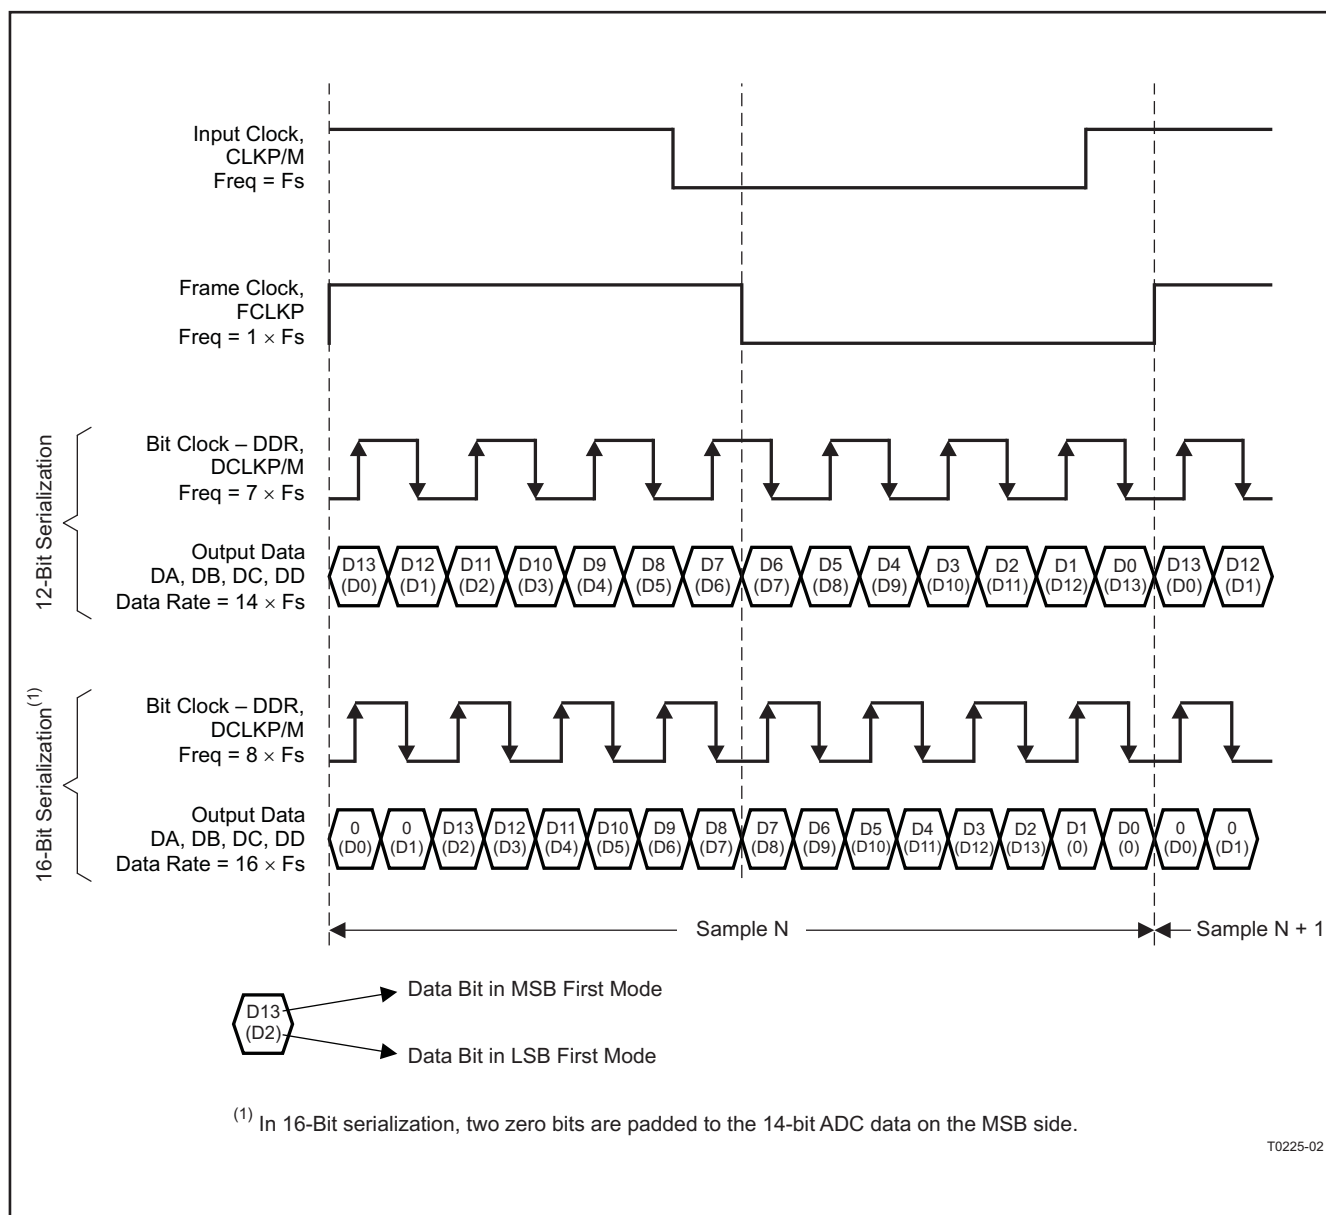 Input Clock,
CLKP/M
Freq = Fs
Frame Clock,
FCLKP
Freq = 1 × Fs
12-Bit Serialization
Bit Clock – DDR,
DCLKP/M
Freq = 7 × Fs
Output Data
DA, DB, DC, DD
Data Rate = 14 × Fs
D13 D12 D11 D10 D9 D8 D7 D6 D5 D4 D3 D2 D1 D0 D13 D12
(D0) (D1) (D2) (D3) (D4) (D5) (D6) (D7) (D8) (D9) (D10) (D11) (D12) (D13) (D0) (D1)
16-Bit Serialization(1)
Bit Clock – DDR,
DCLKP/M
Freq = 8 × Fs
Output Data
DA, DB, DC, DD
Data Rate = 16 × Fs
0 0 D13 D12 D11 D10 D9 D8 D7 D6 D5 D4 D3 D2 D1 D0 0 0
(D0) (D1) (D2) (D3) (D4) (D5) (D6) (D7) (D8) (D9) (D10) (D11) (D12) (D13) (0) (0) (D0) (D1)
Sample N
Sample N + 1
D13
(D2)
Data Bit in MSB First Mode
Data Bit in LSB First Mode
(1) In 16-Bit serialization, two zero bits are padded to the 14-bit ADC data on the MSB side.
T0225-02